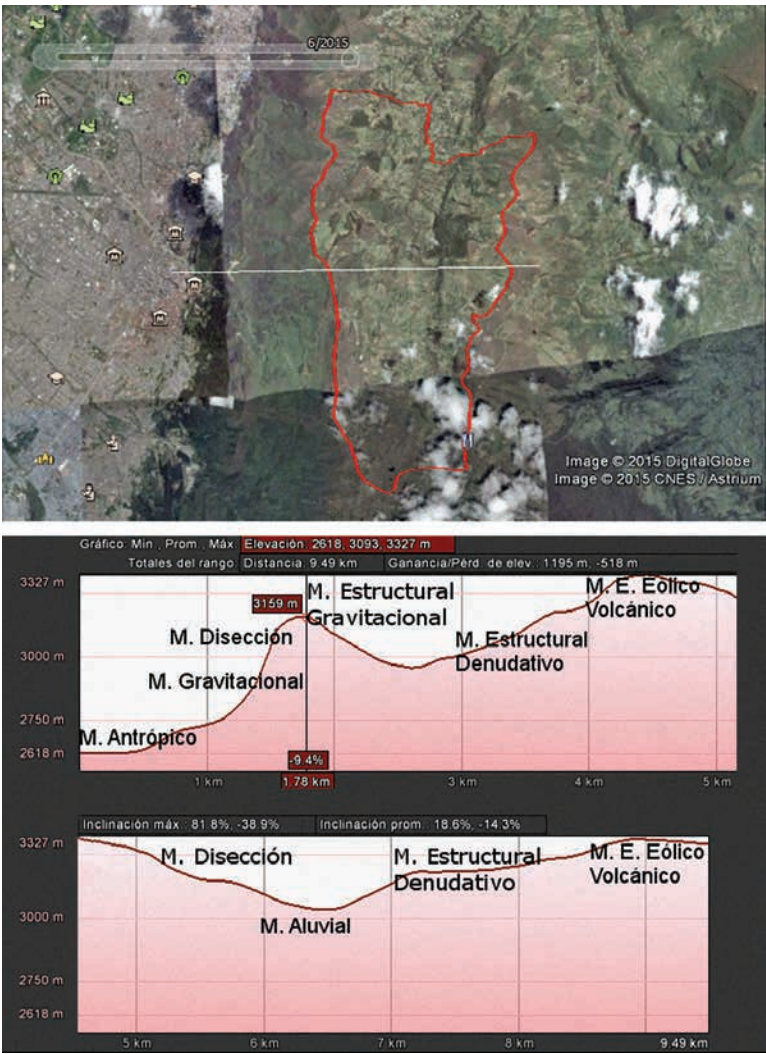 6/2015
Image © 2015 DigitalGlobe
Image © 2015 CNES / Astrium
Gráfico: Mín., Prom., Máx. Elevación: 2618, 3093, 3327 m
Totales del rango: Distancia: 9.49 km Ganancia/Pérd. de elev.: 1195 m, -518 m
3327 m
M. E. Eólico
Volcánico
M. Estructural
Gravitacional
3159 m
M. Disección
M. Estructural
Denudativo
3000 m
M. Gravitacional
2750 m
M. Antrópico
2618 m
-9.4%
1 km 1.78 km 3 km 4 km 5 km
Inclinación máx.: 81.8%, -38.9% Inclinación prom.: 18.6%, -14.3%
3327 m
M. Disección
M. Estructural
Denudativo
M. E. Eólico
Volcánico
3000 m
M. Aluvial
2750 m
2618 m
5 km 6 km 7 km 8 km 9.49 km